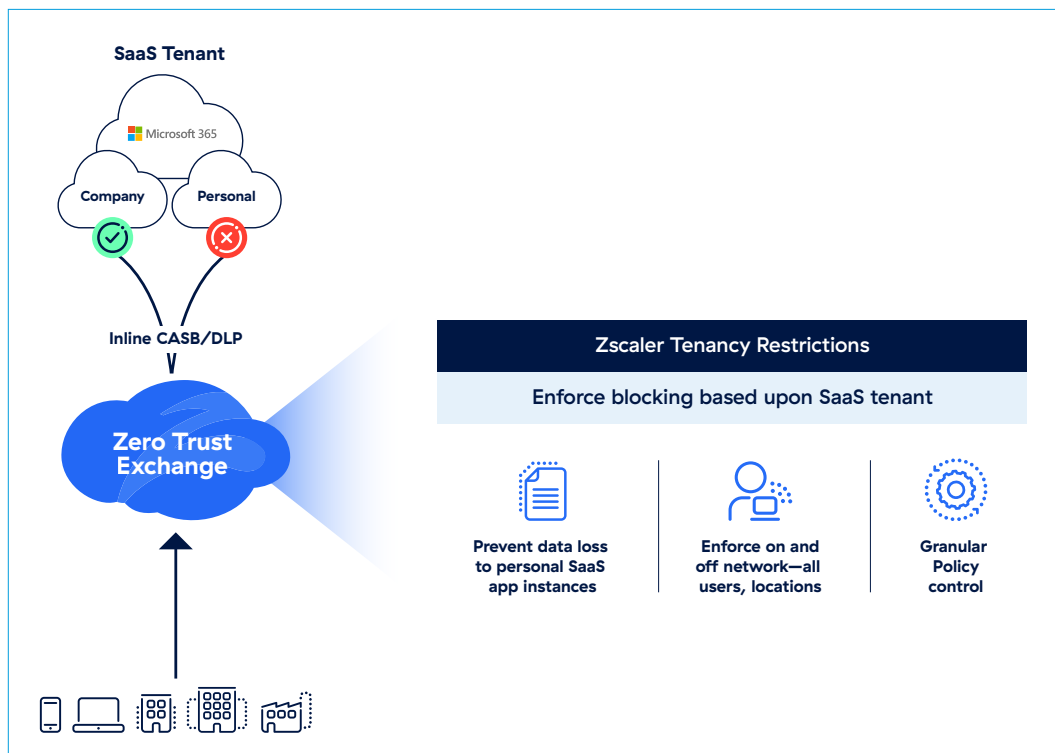 SaaS Tenant
Microsoft 365
Company
Personal
Inline CASB/DLP
Zero Trust
Exchange
Zscaler Tenancy Restrictions
Enforce blocking based upon SaaS tenant
Prevent data loss
to personal SaaS
app instances
Enforce on and
off network—all
users, locations
Granular
Policy
control